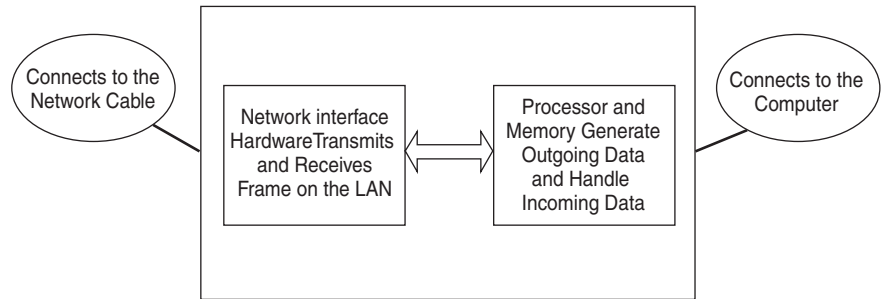 Connects to the
Network Cable
Network interface
HardwareTransmits
and Receives
Frame on the LAN
Processor and
Memory Generate
Outgoing Data
and Handle
Incoming Data
Connects to the
Computer